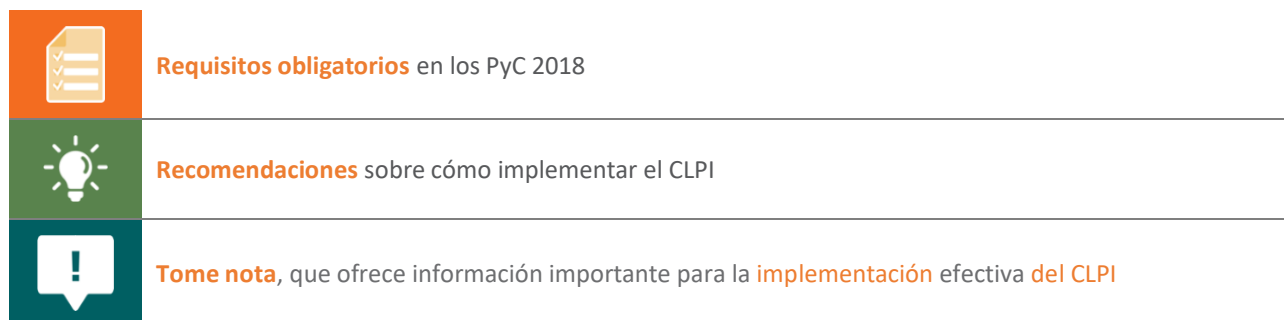 Requisitos obligatorios en los PyC 2018
Recomendaciones sobre cómo implementar el CLPI
!
Tome nota, que ofrece información importante para la implementación efectiva del CLPI